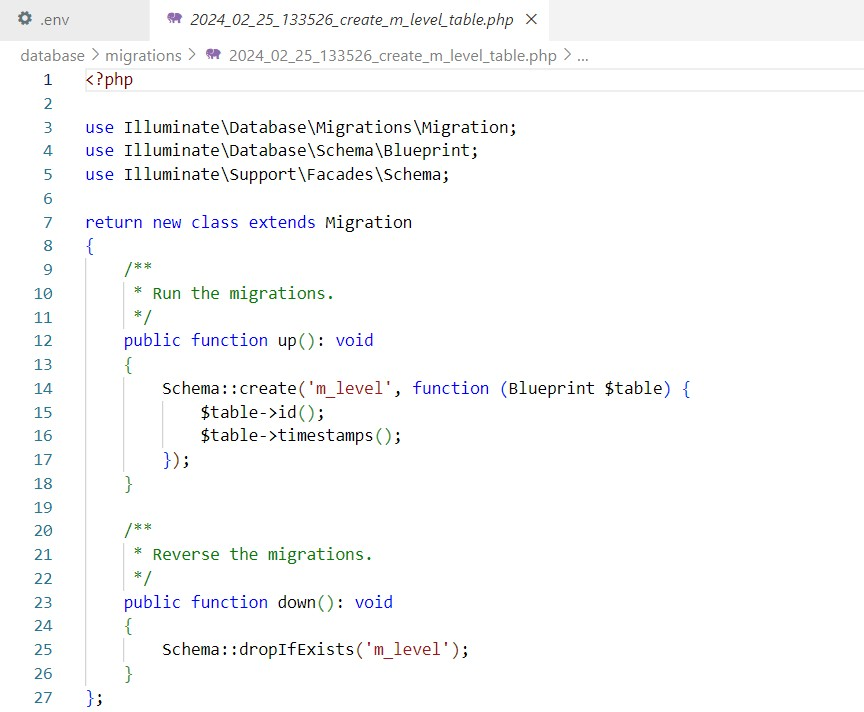 .env
2024_02_25_133526_create_m_level_table.php
database > migrations > 2024_02_25_133526_create_m_level_table.php > ...
1 <?php
2
3 use Illuminate\Database\Migrations\Migration;
4 use Illuminate\Database\Schema\Blueprint;
5 use Illuminate\Support\Facades\Schema;
6
7 return new class extends Migration
8 {
9     /**
10      * Run the migrations.
11      */
12     public function up(): void
13     {
14         Schema::create('m_level', function (Blueprint $table) {
15             $table->id();
16             $table->timestamps();
17         });
18     }
19
20     /**
21      * Reverse the migrations.
22      */
23     public function down(): void
24     {
25         Schema::dropIfExists('m_level');
26     }
27 };